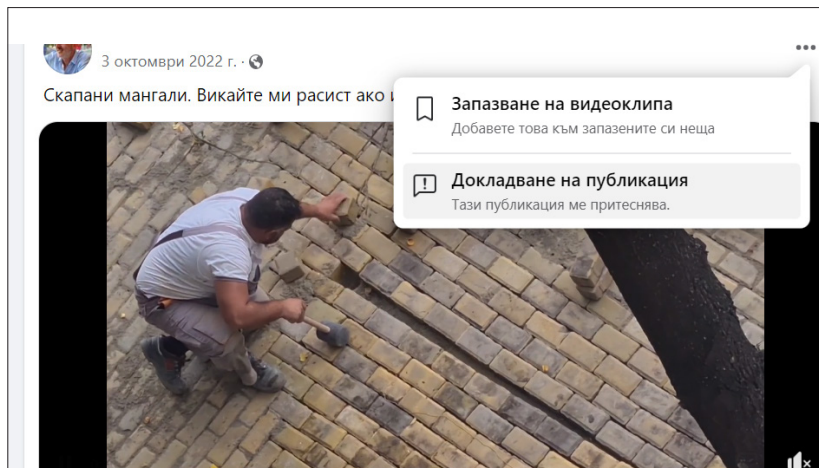 3 октомври 2022 г. ·
Скапани мангали. Викайте ми расист ако
Запазване на видеоклипа
Добавете това към запазените си неща
Докладване на публикация
Тази публикация ме притеснява.